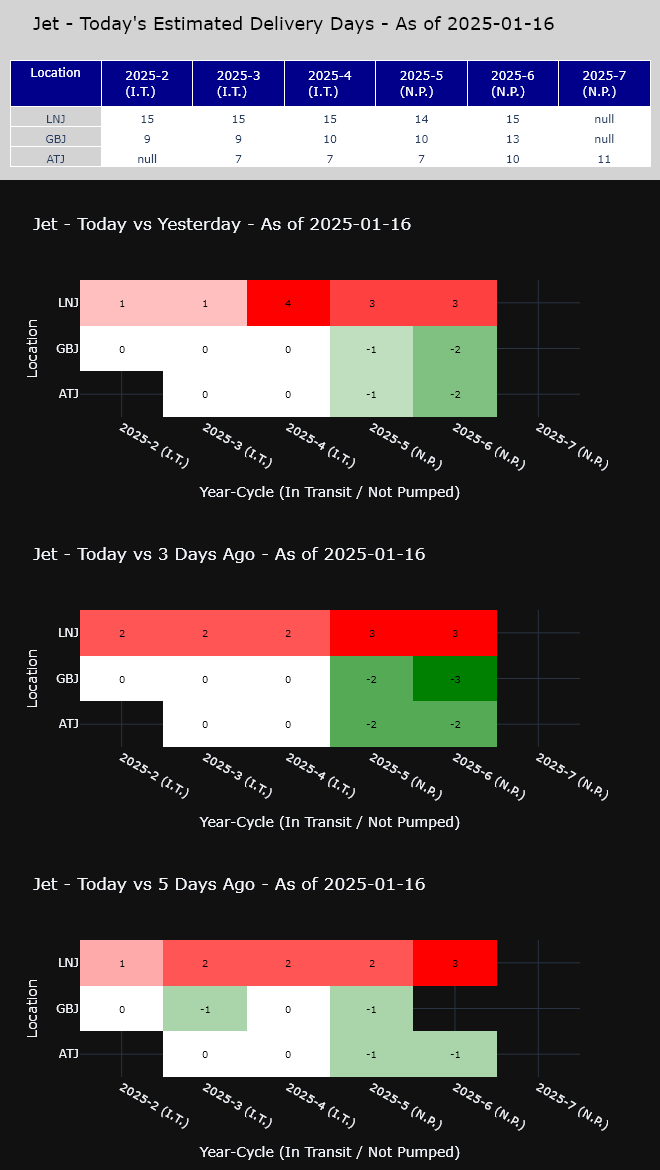 Jet - Today's Estimated Delivery Days - As of 2025-01-16
Location 2025-2 (I.T.) 2025-3 (I.T.) 2025-4 (I.T.) 2025-5 (N.P.) 2025-6 (N.P.) 2025-7 (N.P.)
LNJ 15 15 15 14 15 null
GBJ 9 9 10 10 13 null
ATJ null 7 7 7 10 11
Jet - Today vs Yesterday - As of 2025-01-16
Location
LNJ 1 1 4 3 3
GBJ 0 0 0 -1 -2
ATJ 0 0 -1 -2
2025-2 (I.T.) 2025-3 (I.T.) 2025-4 (I.T.) 2025-5 (N.P.) 2025-6 (N.P.) 2025-7 (N.P.)
Year-Cycle (In Transit / Not Pumped)
Jet - Today vs 3 Days Ago - As of 2025-01-16
Location
LNJ 2 2 2 3 3
GBJ 0 0 0 -2 -3
ATJ 0 0 -2 -2
2025-2 (I.T.) 2025-3 (I.T.) 2025-4 (I.T.) 2025-5 (N.P.) 2025-6 (N.P.) 2025-7 (N.P.)
Year-Cycle (In Transit / Not Pumped)
Jet - Today vs 5 Days Ago - As of 2025-01-16
Location
LNJ 1 2 2 2 3
GBJ 0 -1 0 -1
ATJ 0 0 -1 -1
2025-2 (I.T.) 2025-3 (I.T.) 2025-4 (I.T.) 2025-5 (N.P.) 2025-6 (N.P.) 2025-7 (N.P.)
Year-Cycle (In Transit / Not Pumped)